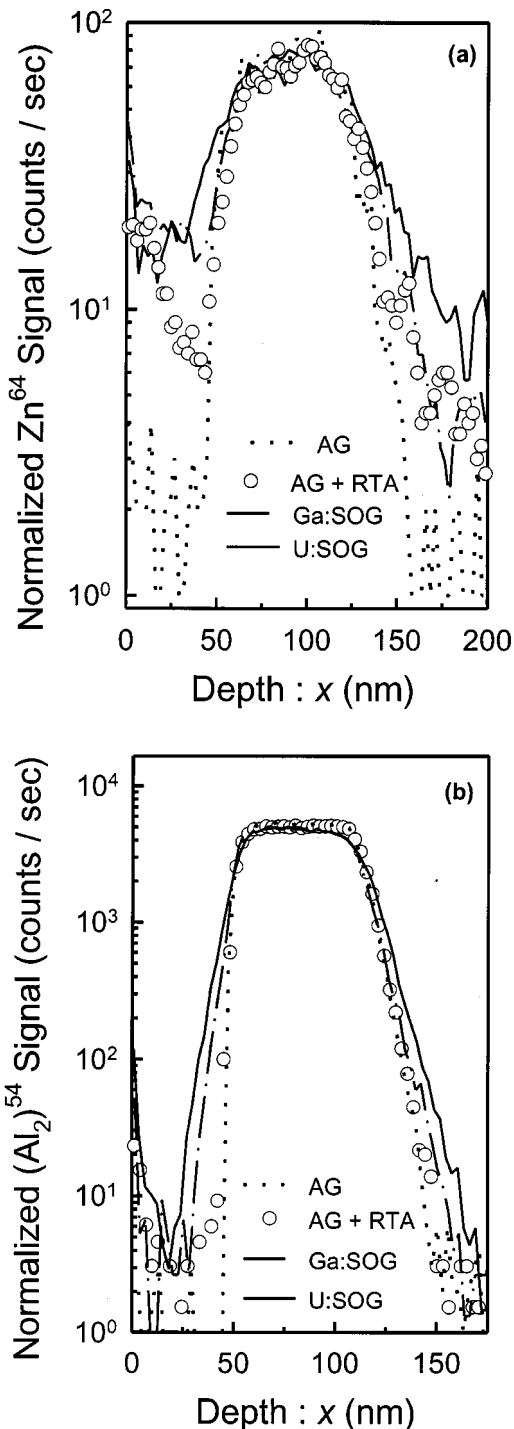 (a)
Normalized Zn⁶⁴ Signal (counts / sec)
10²
10¹
10⁰
AG
AG + RTA
Ga:SOG
U:SOG
0 50 100 150 200
Depth : x (nm)
(b)
Normalized (Al₂)⁵⁴ Signal (counts / sec)
10⁴
10³
10²
10¹
10⁰
AG
AG + RTA
Ga:SOG
U:SOG
0 50 100 150
Depth : x (nm)